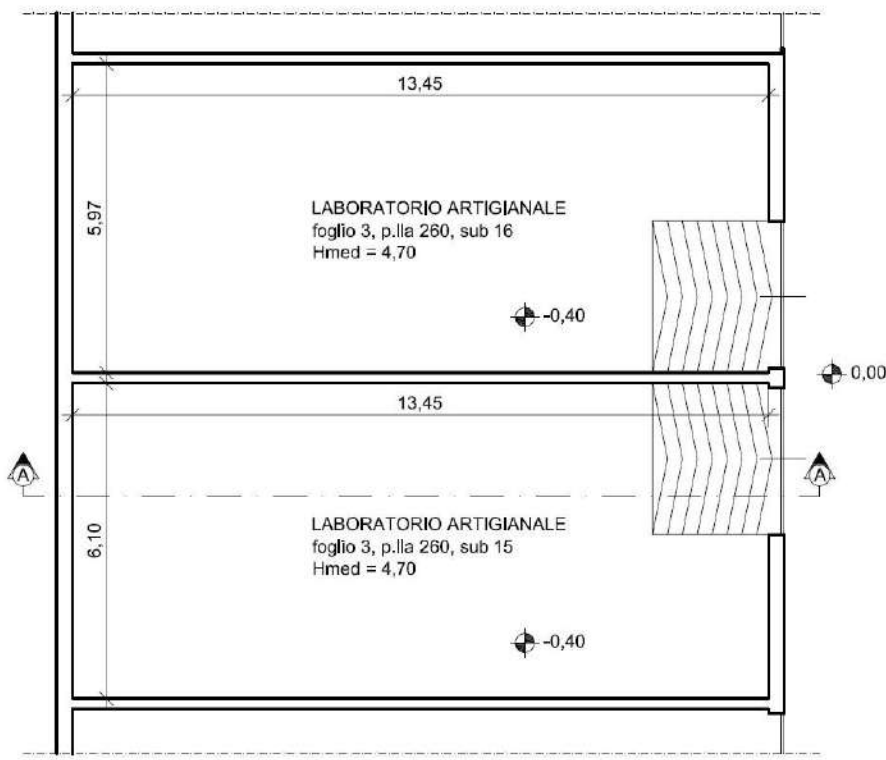 13,45
5,97
LABORATORIO ARTIGIANALE
foglio 3, p.lla 260, sub 16
Hmed = 4,70
-0,40
0,00
13,45
A
A
6,10
LABORATORIO ARTIGIANALE
foglio 3, p.lla 260, sub 15
Hmed = 4,70
-0,40